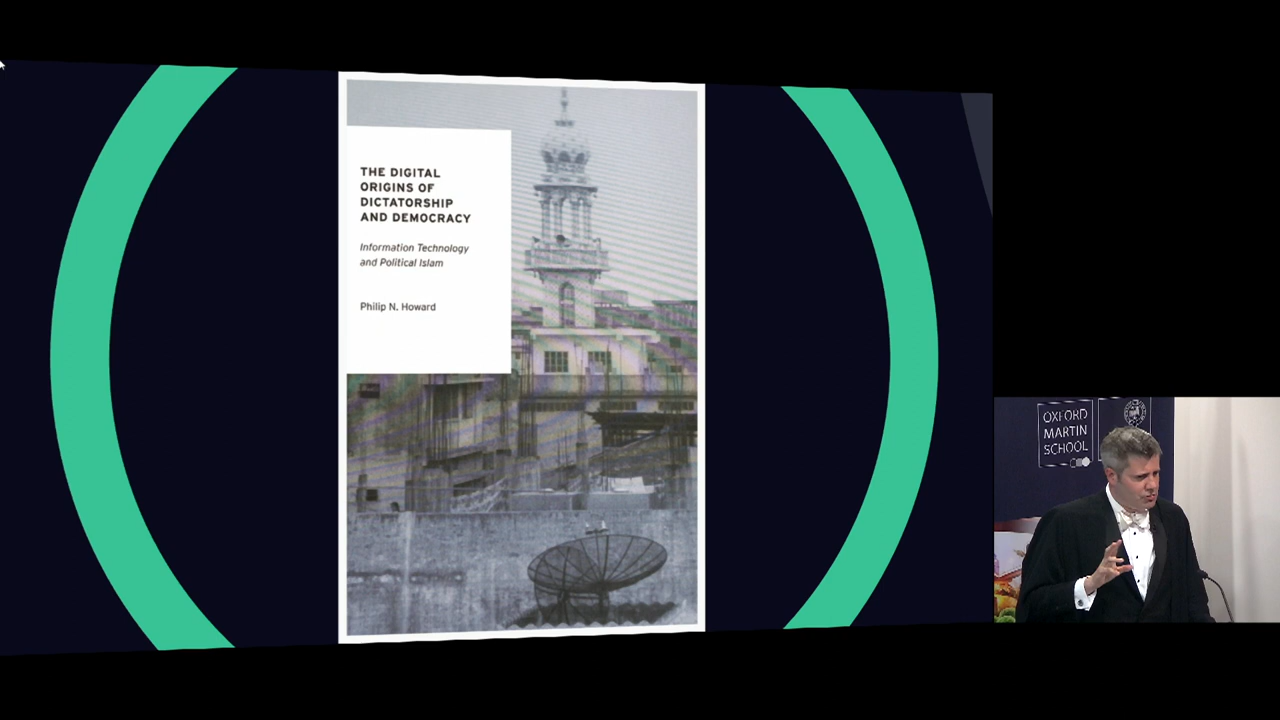 THE DIGITAL
ORIGINS OF
DICTATORSHIP
AND DEMOCRACY
Information Technology
and Political Islam
Philip N. Howard
OXFORD
MARTIN
SCHOOL